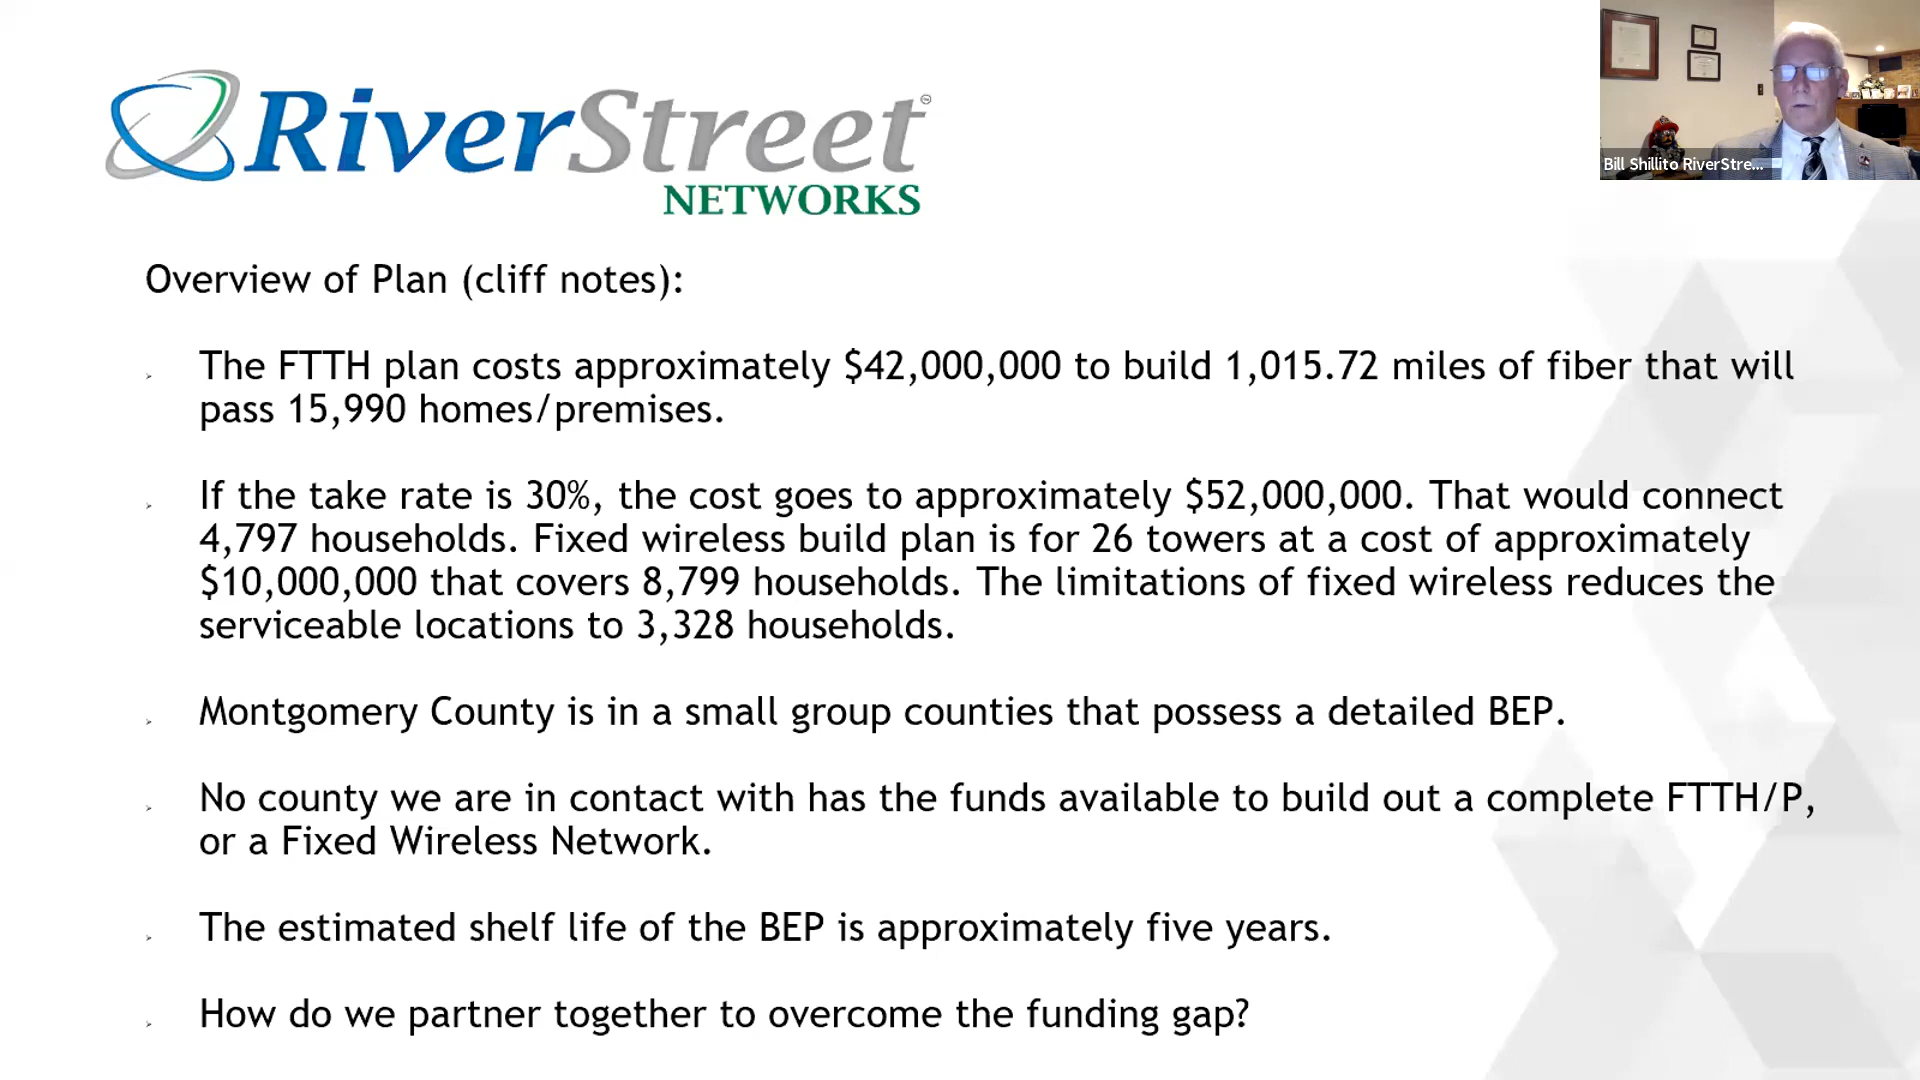 RiverStreet
NETWORKS
Bill Shillito RiverStre...
Overview of Plan (cliff notes):
The FTTH plan costs approximately $42,000,000 to build 1,015.72 miles of fiber that will
pass 15,990 homes/premises.
If the take rate is 30%, the cost goes to approximately $52,000,000. That would connect
4,797 households. Fixed wireless build plan is for 26 towers at a cost of approximately
$10,000,000 that covers 8,799 households. The limitations of fixed wireless reduces the
serviceable locations to 3,328 households.
Montgomery County is in a small group counties that possess a detailed BEP.
No county we are in contact with has the funds available to build out a complete FTTH/P,
or a Fixed Wireless Network.
The estimated shelf life of the BEP is approximately five years.
How do we partner together to overcome the funding gap?